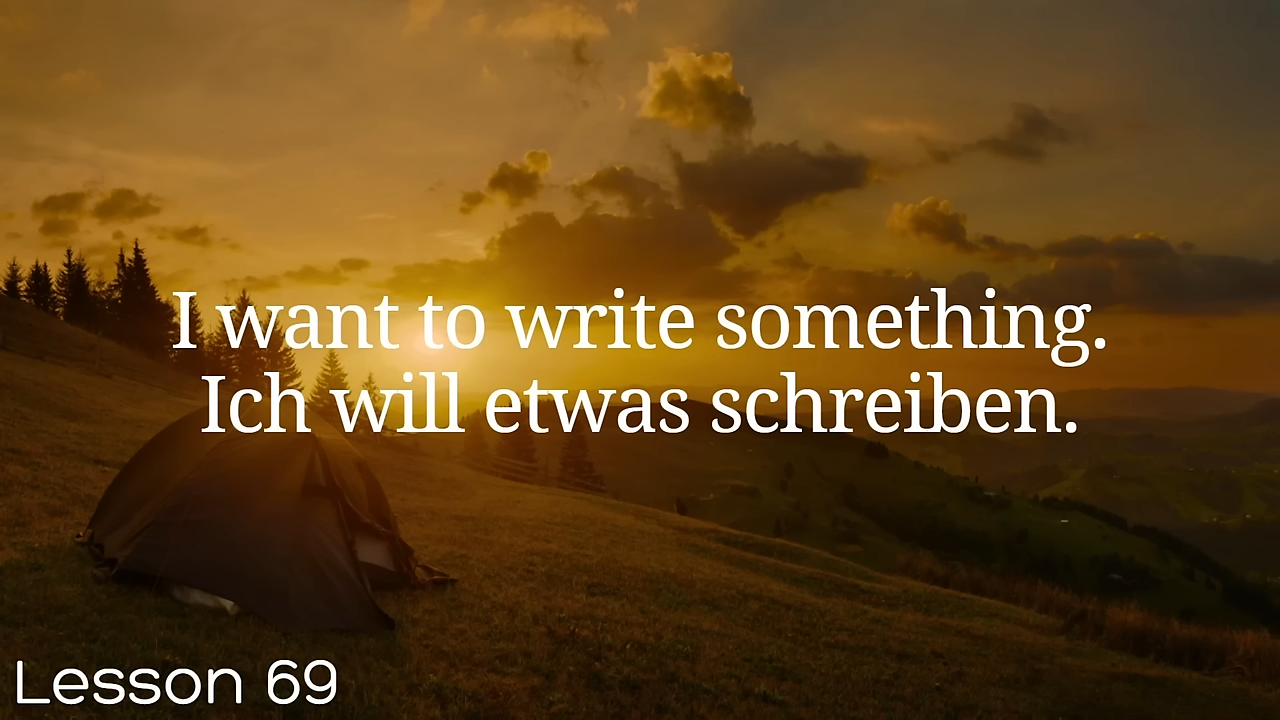 I want to write something.
Ich will etwas schreiben.
Lesson 69